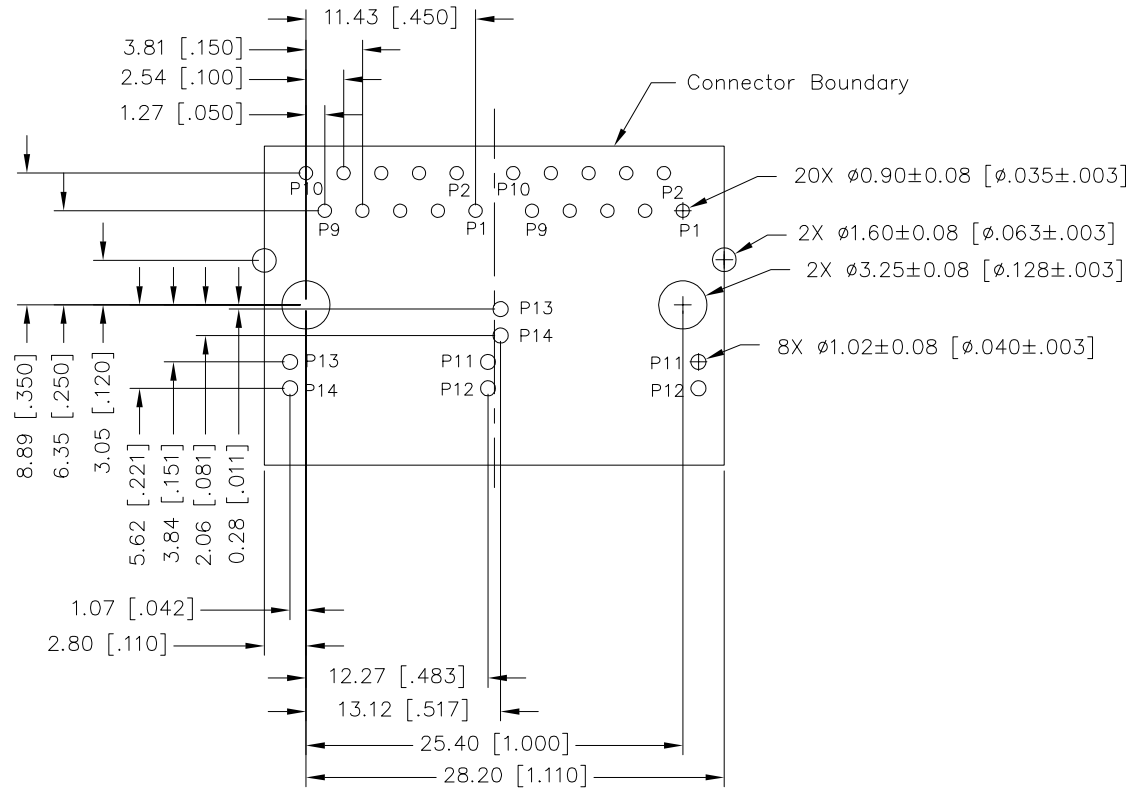 11.43 [.450]
3.81 [.150]
2.54 [.100]
1.27 [.050]
Connector Boundary
P10
P2
P10
P2
20X ø0.90±0.08 [ø.035±.003]
P9
P1
P9
P1
2X ø1.60±0.08 [ø.063±.003]
2X ø3.25±0.08 [ø.128±.003]
P13
P14
8X ø1.02±0.08 [ø.040±.003]
P13
P11
P11
P14
P12
P12
8.89 [.350]
6.35 [.250]
3.05 [.120]
5.62 [.221]
3.84 [.151]
2.06 [.081]
0.28 [.011]
1.07 [.042]
2.80 [.110]
12.27 [.483]
13.12 [.517]
25.40 [1.000]
28.20 [1.110]